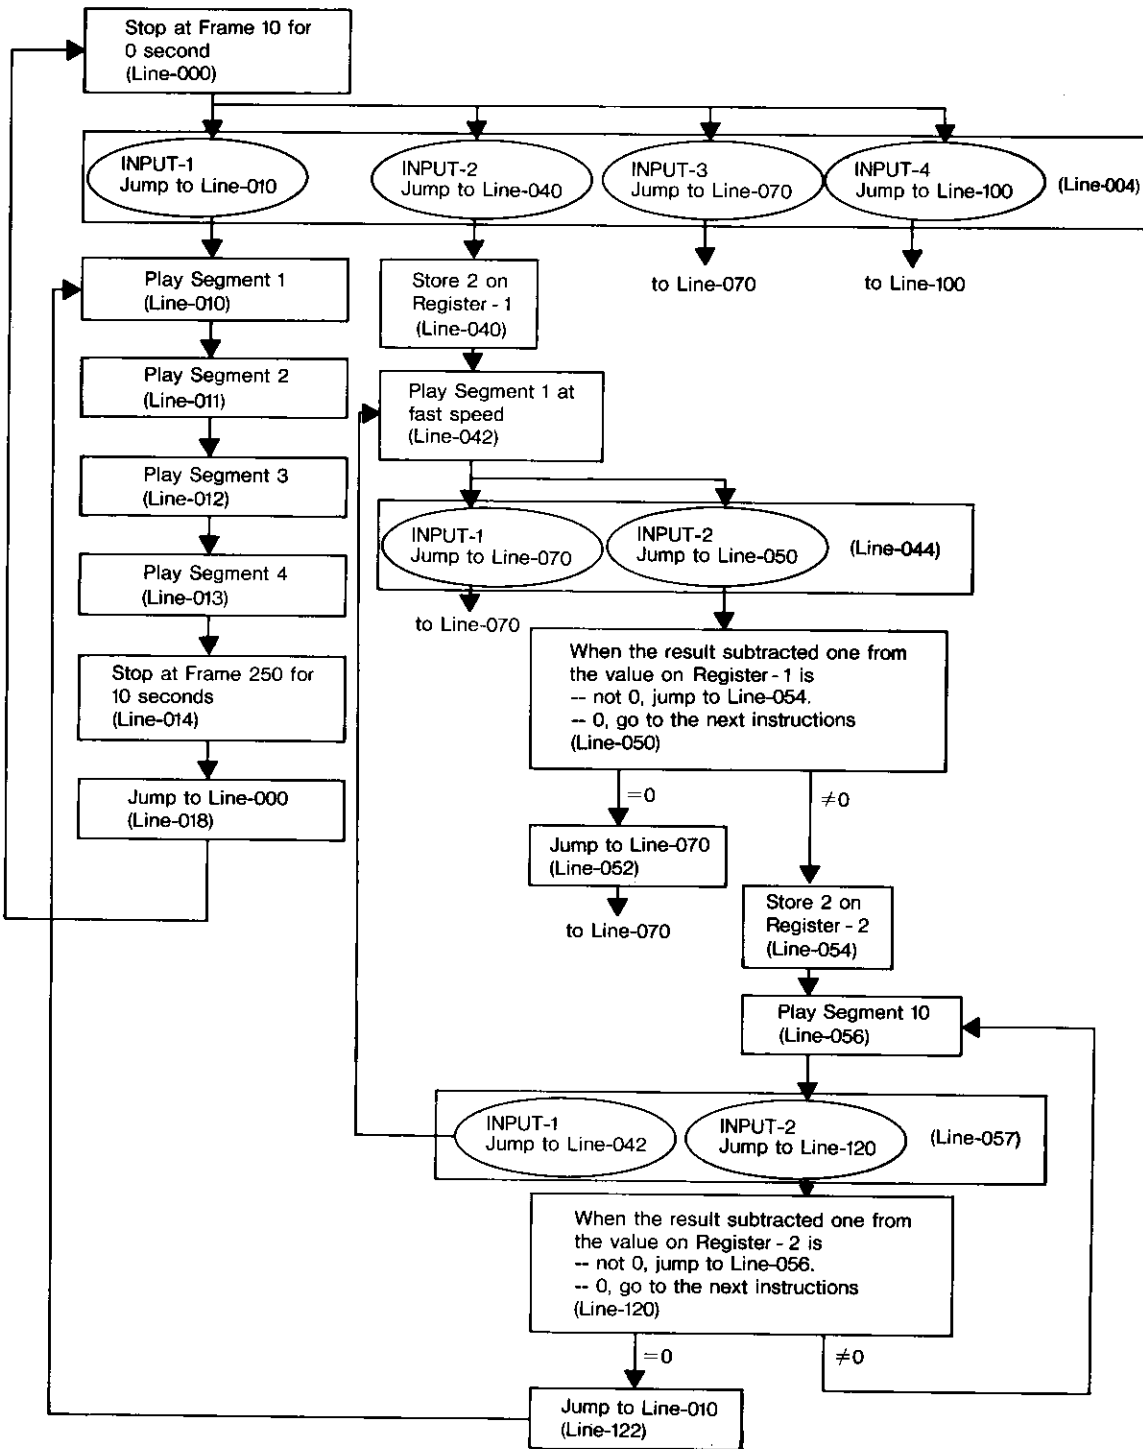 Stop at Frame 10 for
0 second
(Line-000)
INPUT-1
Jump to Line-010
INPUT-2
Jump to Line-040
INPUT-3
Jump to Line-070
INPUT-4
Jump to Line-100
(Line-004)
to Line-070
to Line-100
Play Segment 1
(Line-010)
Play Segment 2
(Line-011)
Play Segment 3
(Line-012)
Play Segment 4
(Line-013)
Stop at Frame 250 for
10 seconds
(Line-014)
Jump to Line-000
(Line-018)
Store 2 on
Register - 1
(Line-040)
Play Segment 1 at
fast speed
(Line-042)
INPUT-1
Jump to Line-070
INPUT-2
Jump to Line-050
(Line-044)
to Line-070
When the result subtracted one from
the value on Register - 1 is
-- not 0, jump to Line-054.
-- 0, go to the next instructions
(Line-050)
=0
≠0
Jump to Line-070
(Line-052)
to Line-070
Store 2 on
Register - 2
(Line-054)
Play Segment 10
(Line-056)
INPUT-1
Jump to Line-042
INPUT-2
Jump to Line-120
(Line-057)
When the result subtracted one from
the value on Register - 2 is
-- not 0, jump to Line-056.
-- 0, go to the next instructions
(Line-120)
=0
≠0
Jump to Line-010
(Line-122)